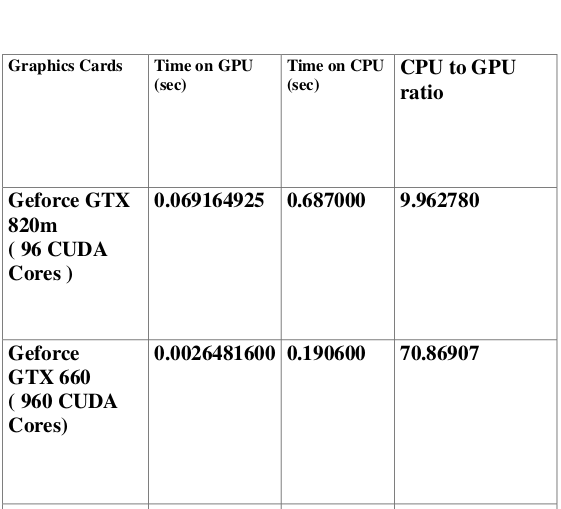 Graphics Cards Time on GPU Time on CPU CPU to GPU
(sec) (sec) ratio
Geforce GTX 0.069164925 0.687000 9.962780
820m
( 96 CUDA
Cores )
Geforce 0.0026481600 0.190600 70.86907
GTX 660
( 960 CUDA
Cores)